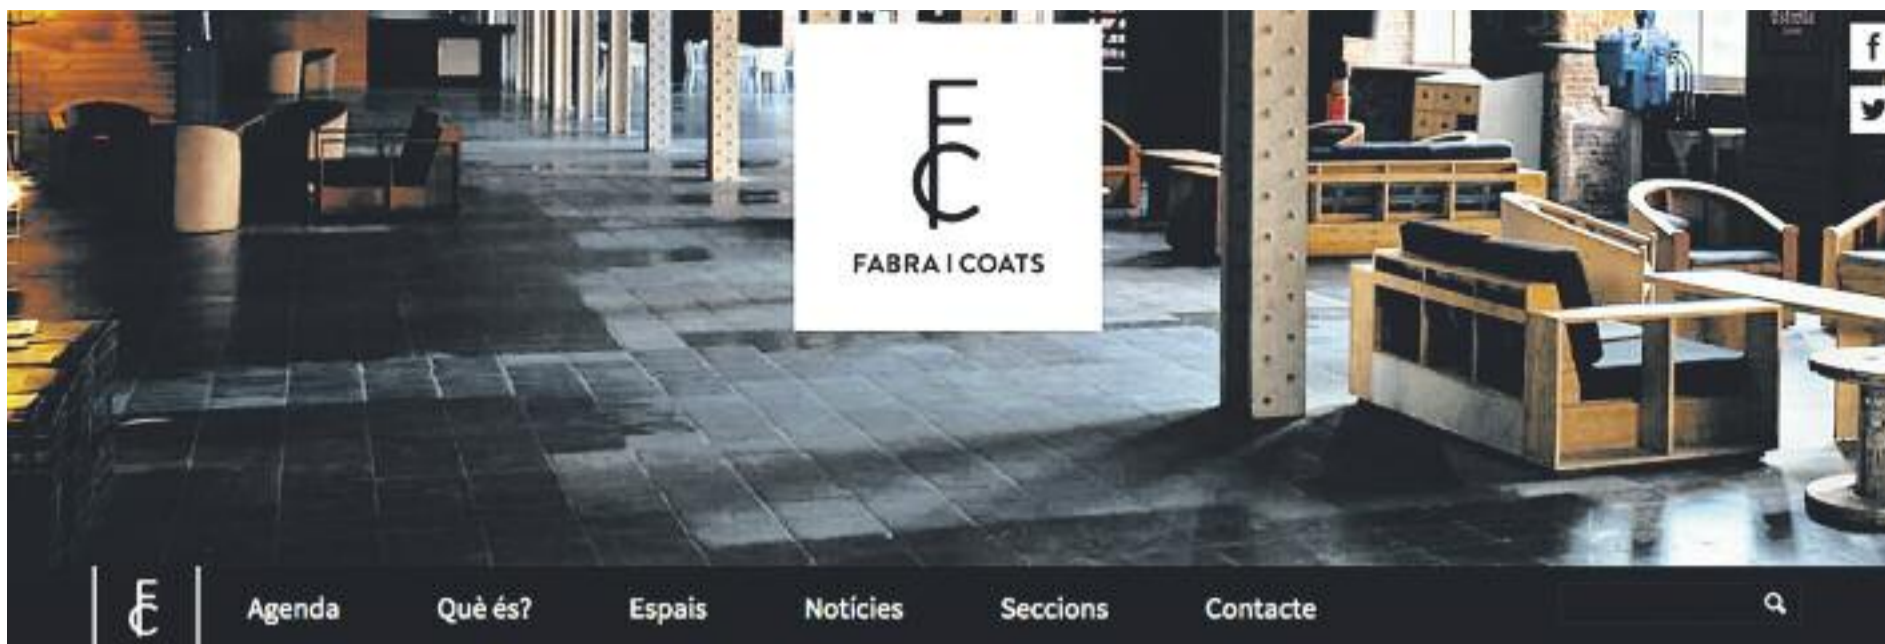 FC
FABRA I COATS
f
FC
Agenda
Què és?
Espais
Notícies
Seccions
Contacte